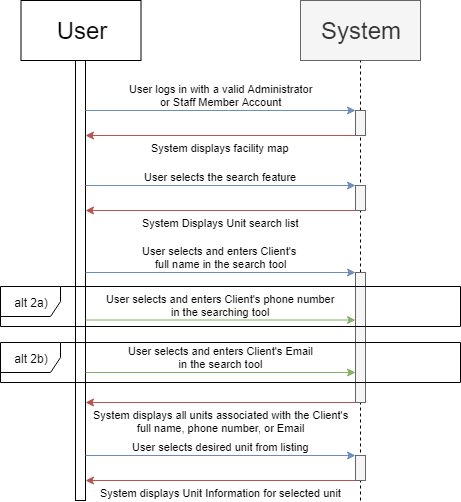 User
System
User logs in with a valid Administrator
or Staff Member Account
System displays facility map
User selects the search feature
System Displays Unit search list
User selects and enters Client's
full name in the search tool
alt 2a)
User selects and enters Client's phone number
in the searching tool
alt 2b)
User selects and enters Client's Email
in the search tool
System displays all units associated with the Client's
full name, phone number, or Email
User selects desired unit from listing
System displays Unit Information for selected unit